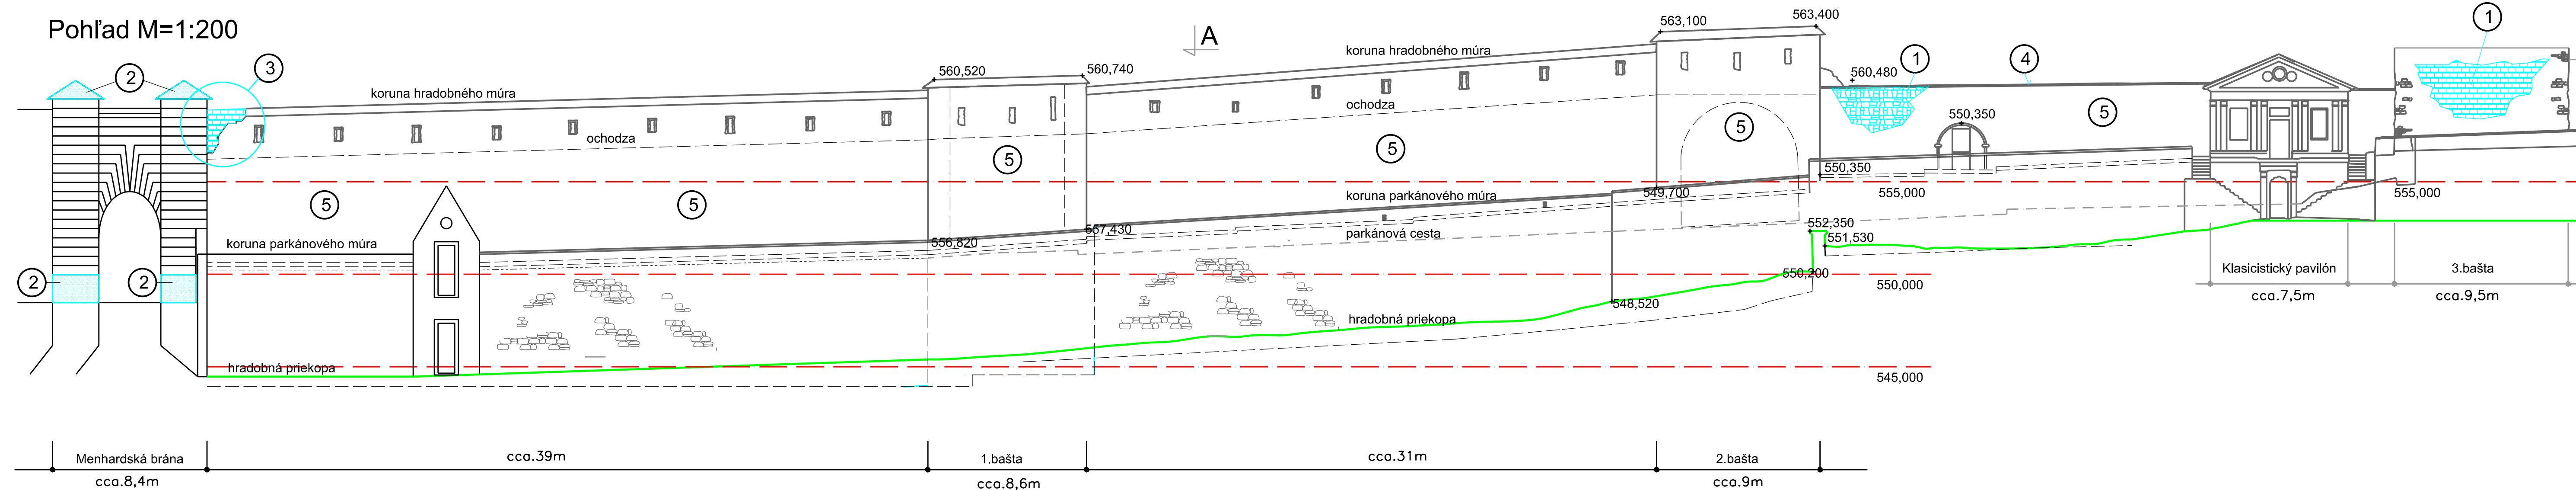 Pohľad M=1:200
A
563,100
563,400
1
2
3
koruna hradobného múra
560,520
560,740
koruna hradobného múra
560,480
1
4
ochodza
ochodza
550,350
5
5
5
5
5
5
550,350
555,000
555,000
koruna parkánového múra
549,700
koruna parkánového múra
556,820
557,430
parkánová cesta
552,350
551,530
2
2
550,200
550,000
548,520
Klasicistický pavilón
cca.7,5m
3.bašta
cca.9,5m
hradobná priekopa
hradobná priekopa
545,000
Menhardská brána
cca.8,4m
cca.39m
1.bašta
cca.8,6m
cca.31m
2.bašta
cca.9m